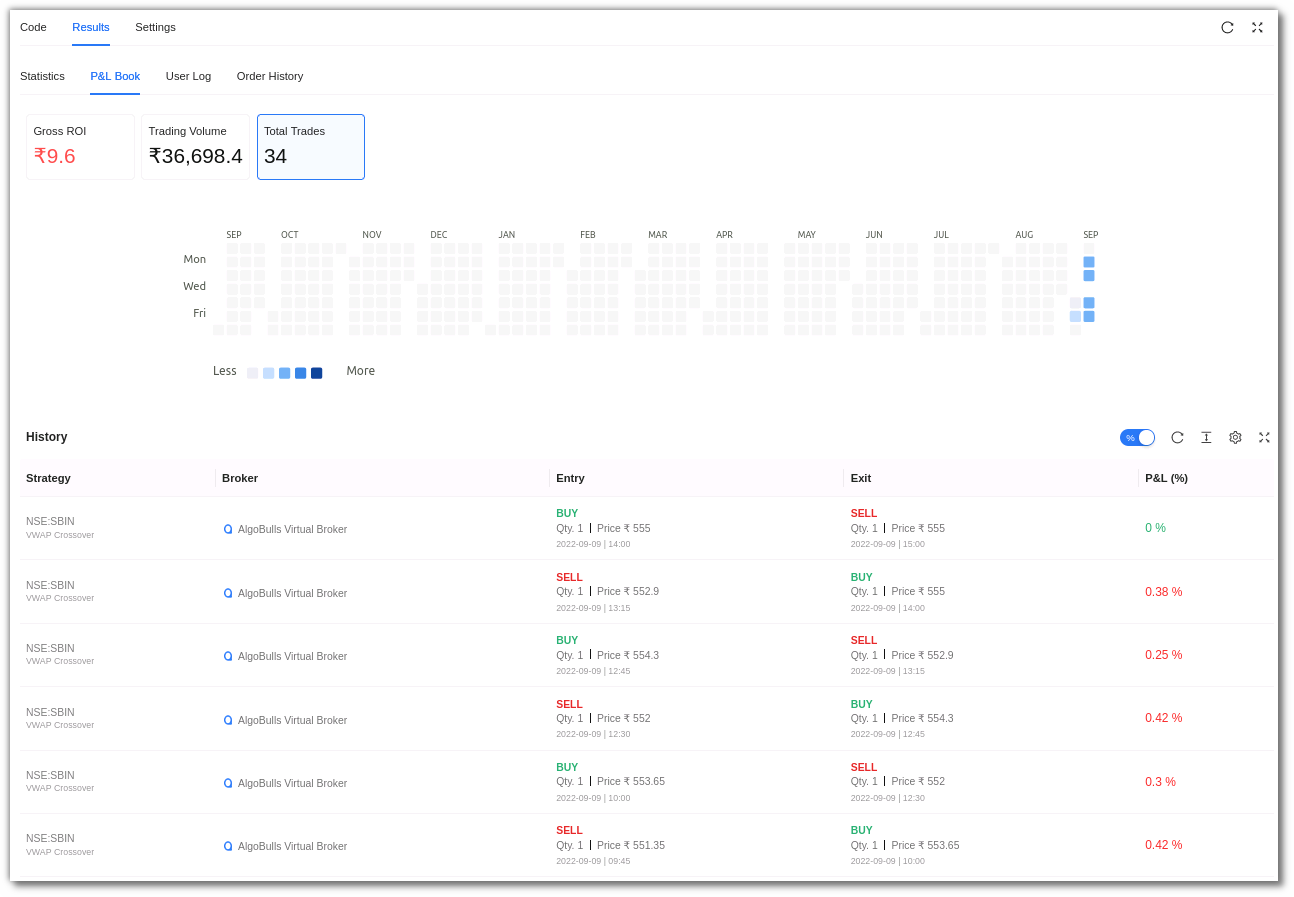 Code Results Settings
Statistics P&L Book User Log Order History
Gross ROI Trading Volume Total Trades
₹9.6 ₹36,698.4 34
SEP OCT NOV DEC JAN FEB MAR APR MAY JUN JUL AUG SEP
Mon
Wed
Fri
Less More
History %
Strategy Broker Entry Exit P&L (%)
BUY SELL
NSE:SBIN AlgoBulls Virtual Broker Qty. 1 | Price ₹ 555 Qty. 1 | Price ₹ 555 0 %
VWAP Crossover 2022-09-09 | 14:00 2022-09-09 | 15:00
SELL BUY
NSE:SBIN AlgoBulls Virtual Broker Qty. 1 | Price ₹ 552.9 Qty. 1 | Price ₹ 555 0.38 %
VWAP Crossover 2022-09-09 | 13:15 2022-09-09 | 14:00
BUY SELL
NSE:SBIN AlgoBulls Virtual Broker Qty. 1 | Price ₹ 554.3 Qty. 1 | Price ₹ 552.9 0.25 %
VWAP Crossover 2022-09-09 | 12:45 2022-09-09 | 13:15
SELL BUY
NSE:SBIN AlgoBulls Virtual Broker Qty. 1 | Price ₹ 552 Qty. 1 | Price ₹ 554.3 0.42 %
VWAP Crossover 2022-09-09 | 12:30 2022-09-09 | 12:45
BUY SELL
NSE:SBIN AlgoBulls Virtual Broker Qty. 1 | Price ₹ 553.65 Qty. 1 | Price ₹ 552 0.3 %
VWAP Crossover 2022-09-09 | 10:00 2022-09-09 | 12:30
SELL BUY
NSE:SBIN AlgoBulls Virtual Broker Qty. 1 | Price ₹ 551.35 Qty. 1 | Price ₹ 553.65 0.42 %
VWAP Crossover 2022-09-09 | 09:45 2022-09-09 | 10:00